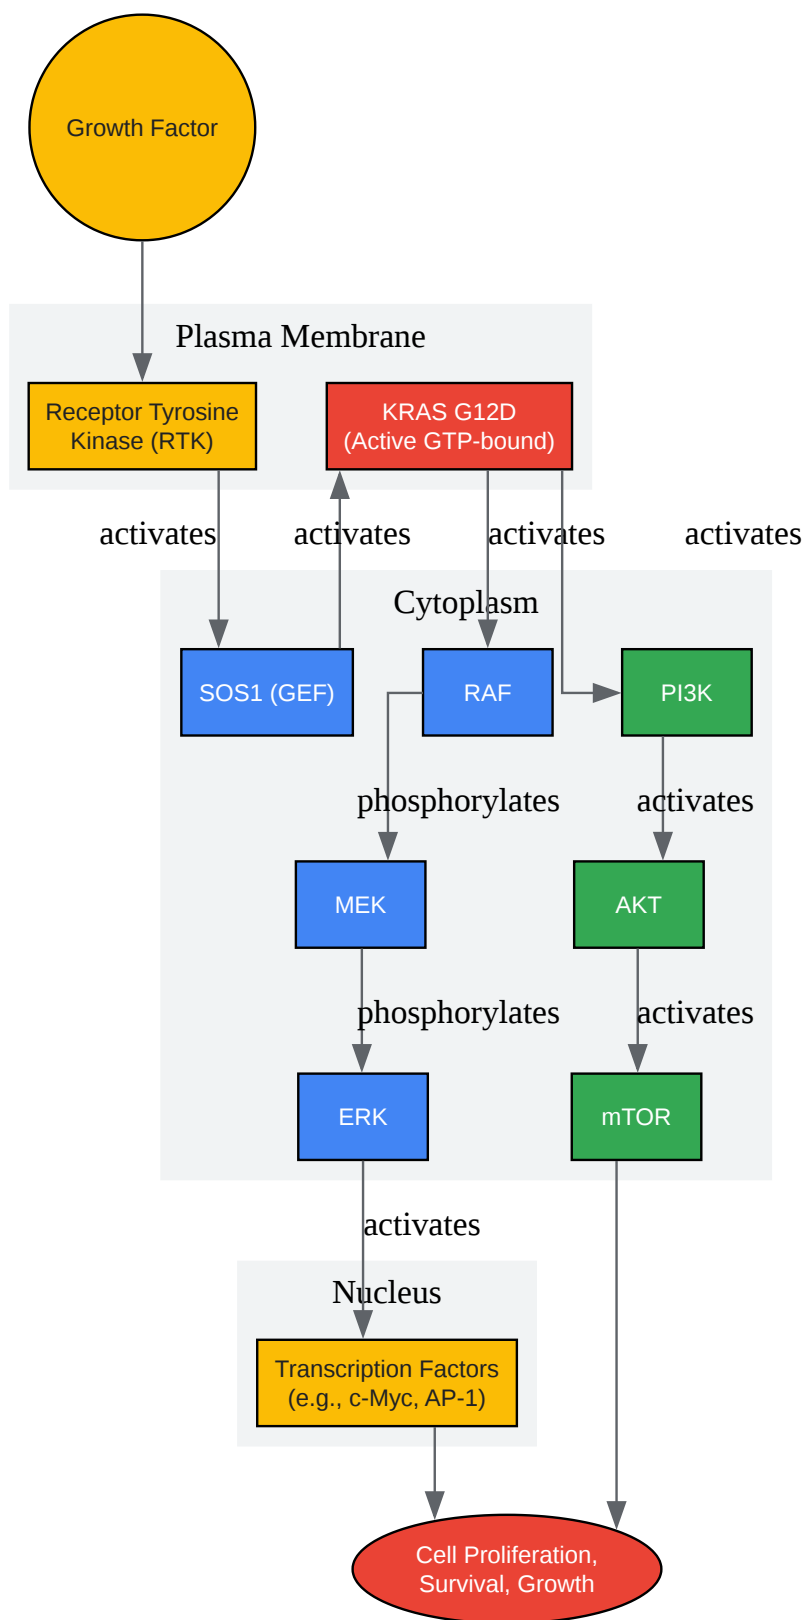 Growth Factor
Plasma Membrane
Receptor Tyrosine
Kinase (RTK)
KRAS G12D
(Active GTP-bound)
activates
activates
activates
activates
Cytoplasm
SOS1 (GEF)
RAF
PI3K
phosphorylates
activates
MEK
AKT
phosphorylates
activates
ERK
mTOR
activates
Nucleus
Transcription Factors
(e.g., c-Myc, AP-1)
Cell Proliferation,
Survival, Growth